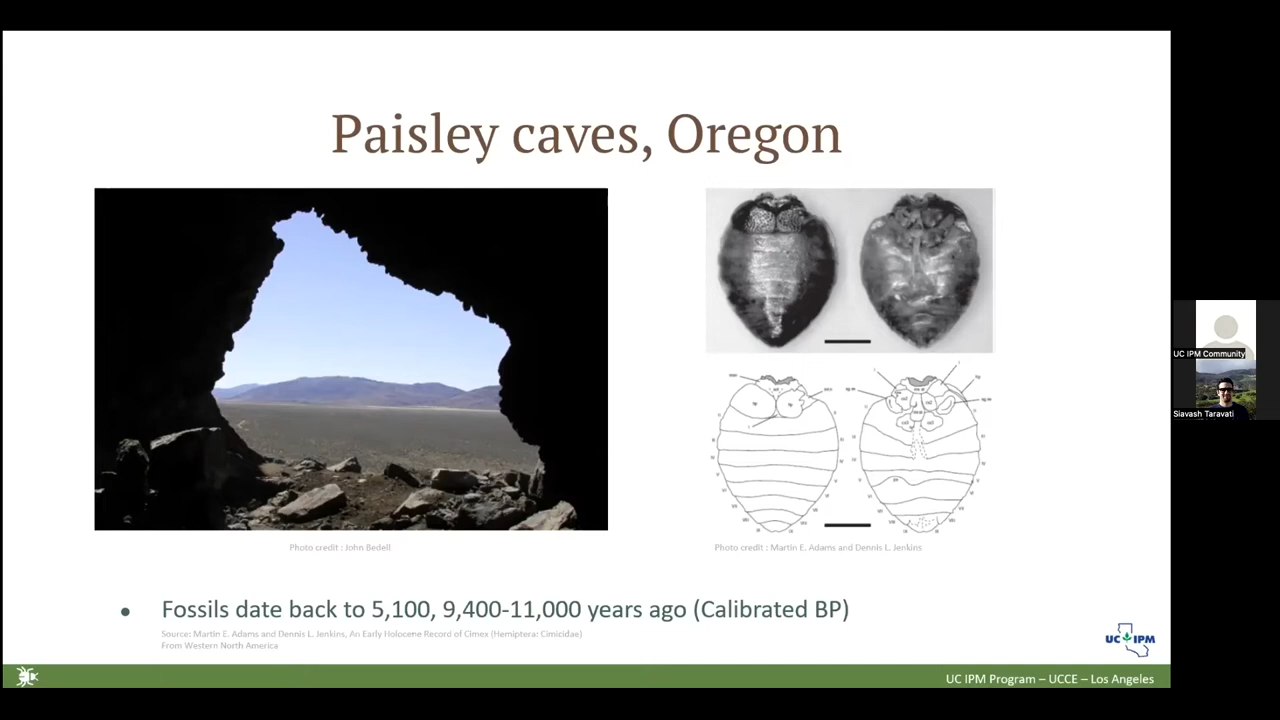 Paisley caves, Oregon
Photo credit : John Bedell
Photo credit : Martin E. Adams and Dennis L. Jenkins
• Fossils date back to 5,100, 9,400-11,000 years ago (Calibrated BP)
Source: Martin E. Adams and Dennis L. Jenkins, An Early Holocene Record of Cimex (Hemiptera: Cimicidae)
From Western North America
UC IPM
UC IPM Program – UCCE – Los Angeles
UC IPM Community
Siavash Taravati